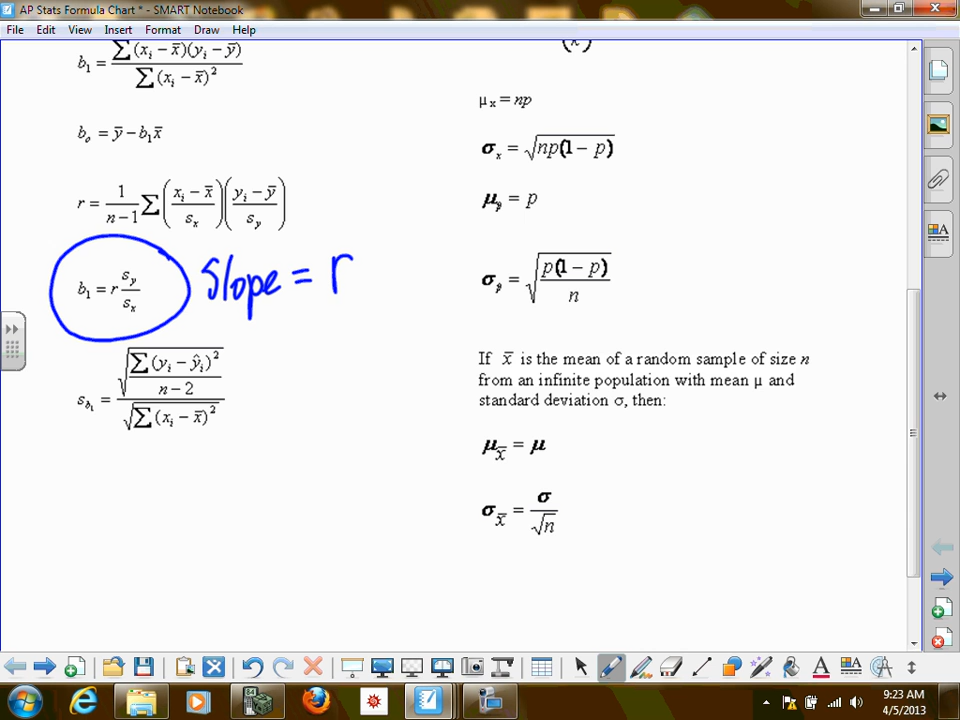 AP Stats Formula Chart * - SMART Notebook
File Edit View Insert Format Draw Help
b₁ = ∑(xᵢ − x̄)(yᵢ − ȳ) / ∑(xᵢ − x̄)²
b₀ = ȳ − b₁x̄
r = 1/(n−1) ∑ ((xᵢ − x̄)/sₓ) ((yᵢ − ȳ)/s_y)
b₁ = r s_y/sₓ
Slope = r
s_b₁ = √(∑(yᵢ − ŷᵢ)² / (n − 2)) / √(∑(xᵢ − x̄)²)
μₓ = np
σₓ = √(np(1 − p))
μ_p̂ = p
σ_p̂ = √(p(1 − p)/n)
If x̄ is the mean of a random sample of size n
from an infinite population with mean μ and
standard deviation σ, then:
μ_x̄ = μ
σ_x̄ = σ/√n
9:23 AM
4/5/2013